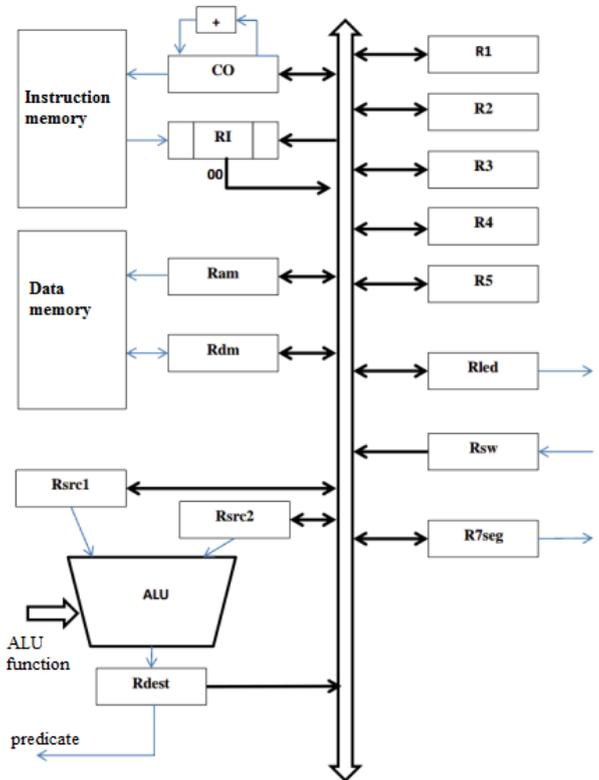 +
CO
Instruction
memory
RI
00
Data
memory
Ram
Rdm
Rsrc1
Rsrc2
ALU
ALU
function
Rdest
predicate
R1
R2
R3
R4
R5
Rled
Rsw
R7seg